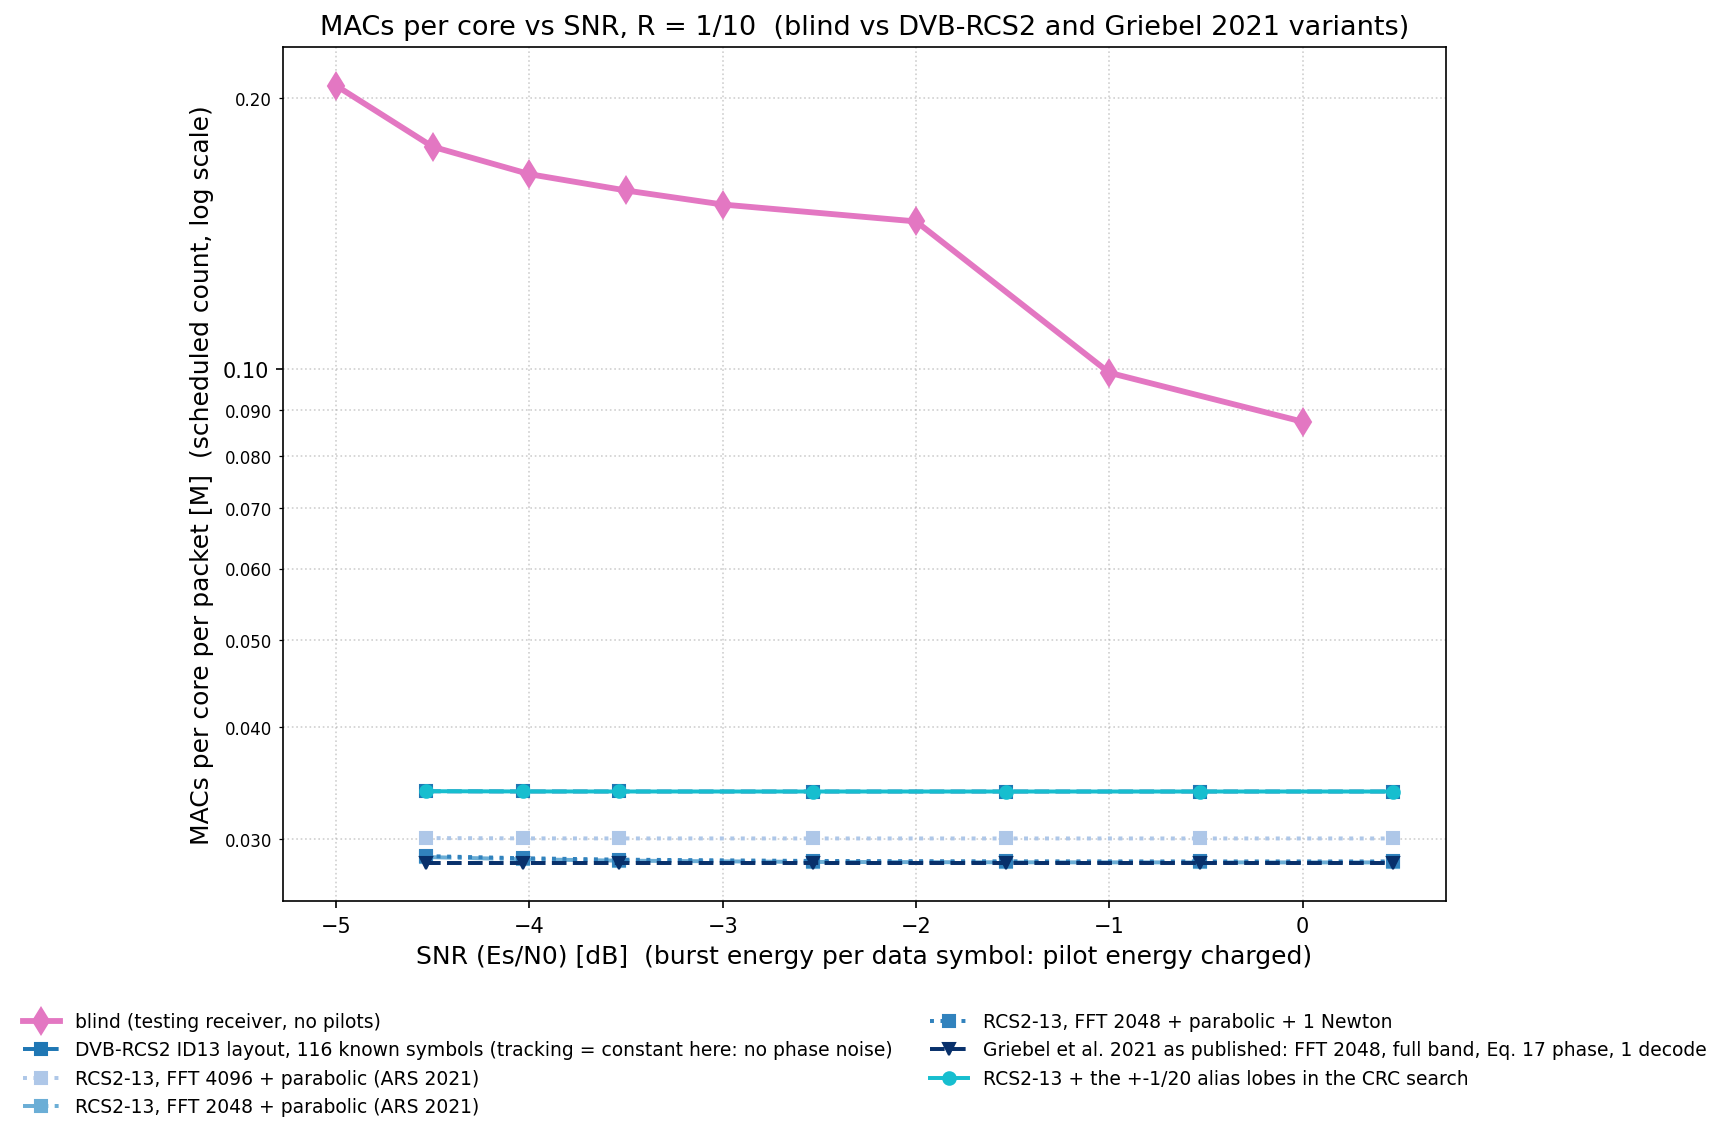 MACs per core vs SNR, R = 1/10  (blind vs DVB-RCS2 and Griebel 2021 variants)
MACs per core per packet [M]  (scheduled count, log scale)
0.20
0.10
0.090
0.080
0.070
0.060
0.050
0.040
0.030
−5
−4
−3
−2
−1
0
SNR (Es/N0) [dB]  (burst energy per data symbol: pilot energy charged)
blind (testing receiver, no pilots)
DVB-RCS2 ID13 layout, 116 known symbols (tracking = constant here: no phase noise)
RCS2-13, FFT 4096 + parabolic (ARS 2021)
RCS2-13, FFT 2048 + parabolic (ARS 2021)
RCS2-13, FFT 2048 + parabolic + 1 Newton
Griebel et al. 2021 as published: FFT 2048, full band, Eq. 17 phase, 1 decode
RCS2-13 + the +-1/20 alias lobes in the CRC search